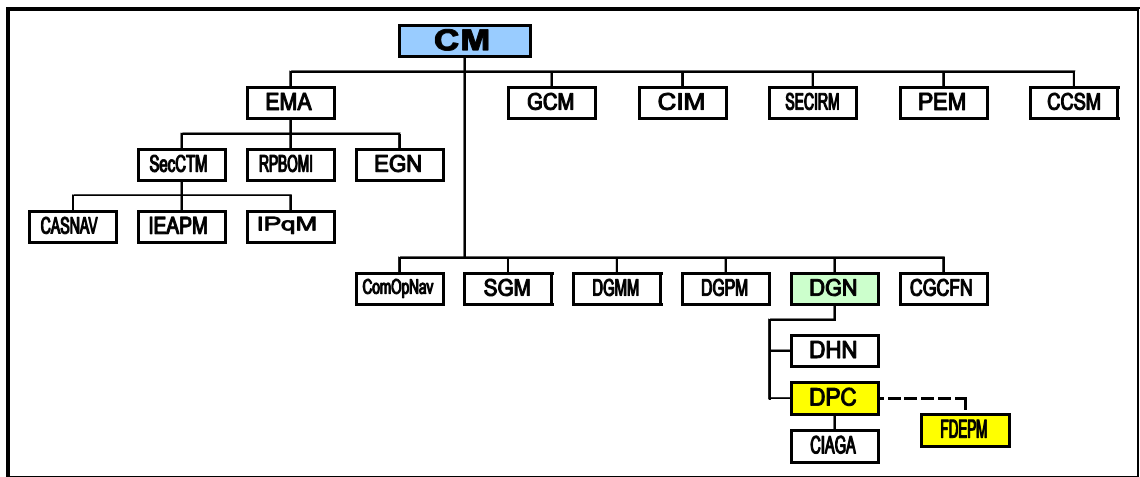 CM
EMA
GCM
CIM
SECIRM
PEM
CCSM
SecCTM
RPBOMI
EGN
CASNAV
IEAPM
IPqM
ComOpNav
SGM
DGMM
DGPM
DGN
CGCFN
DHN
DPC
FDEPM
CIAGA